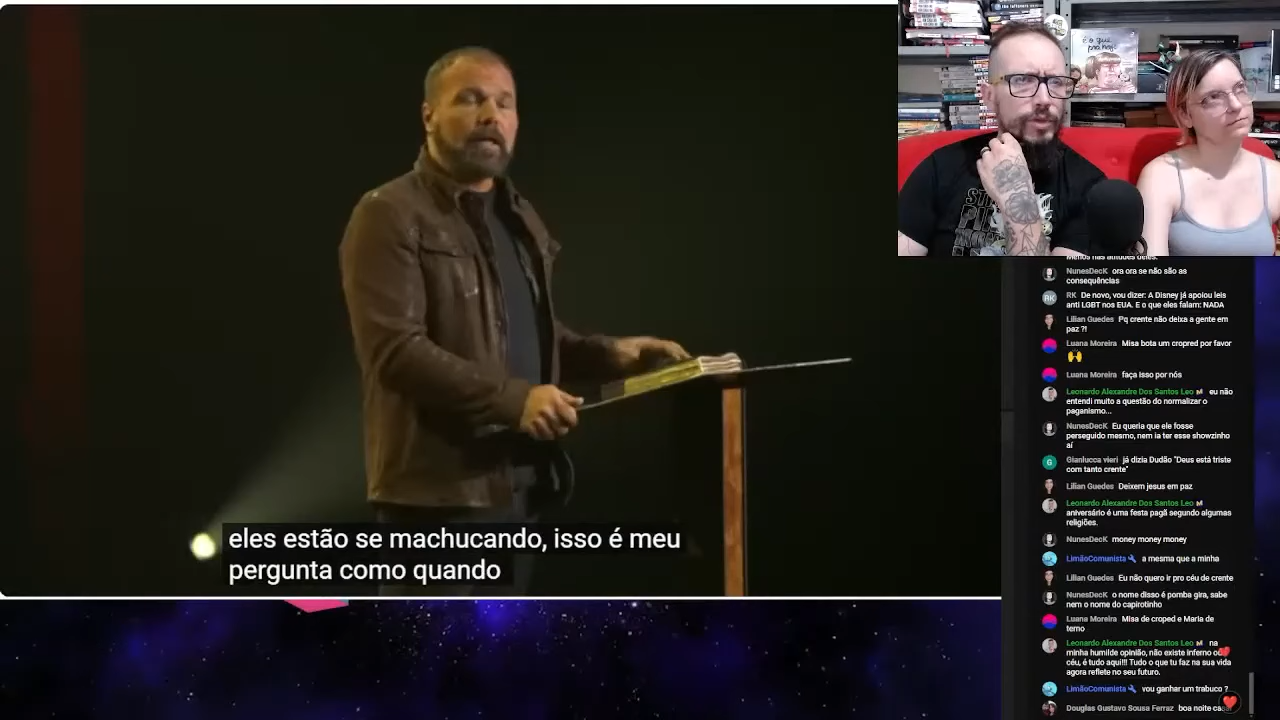 eles estão se machucando, isso é meu
pergunta como quando
é o que
pra hoje
Menos nas atitudes deles.
NunesDecK ora ora se não são as
consequências
RK De novo, vou dizer: A Disney já apoiou leis
anti LGBT nos EUA. E o que eles falam: NADA
Lilian Guedes Pq crente não deixa a gente em
paz ?!
Luana Moreira Misa bota um cropred por favor
Luana Moreira faça Isso por nós
Leonardo Alexandre Dos Santos Leo eu não
entendi muito a questão do normalizar o
paganismo...
NunesDecK Eu queria que ele fosse
perseguido mesmo, nem ia ter esse showzinho
aí
Gianlucca vieri já dizia Dudão "Deus está triste
com tanto crente"
Lilian Guedes Deixem jesus em paz
Leonardo Alexandre Dos Santos Leo
aniversário é uma festa pagã segundo algumas
religiões.
NunesDecK money money money
LimãoComunista a mesma que a minha
Lilian Guedes Eu não quero ir pro céu de crente
NunesDecK o nome disso é pomba gira, sabe
nem o nome do capirotinho
Luana Moreira Misa de croped e Maria de
terno
Leonardo Alexandre Dos Santos Leo na
minha humilde opinião, não existe inferno ou
céu, é tudo aqui!!! Tudo o que tu faz na sua vida
agora reflete no seu futuro.
LimãoComunista vou ganhar um trabuco ?
Douglas Gustavo Sousa Ferraz boa noite